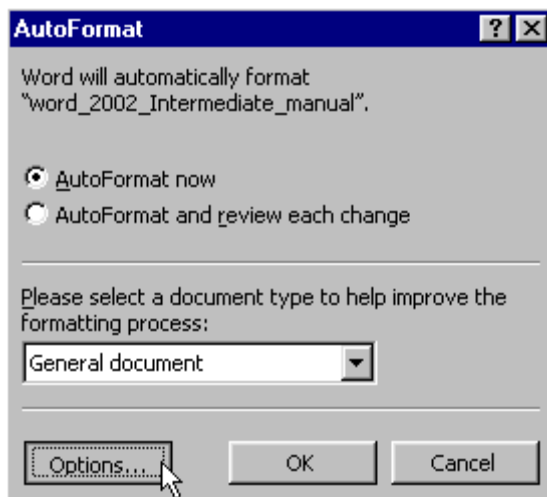 AutoFormat
Word will automatically format
"word_2002_Intermediate_manual".
AutoFormat now
AutoFormat and review each change
Please select a document type to help improve the
formatting process:
General document
Options... OK Cancel